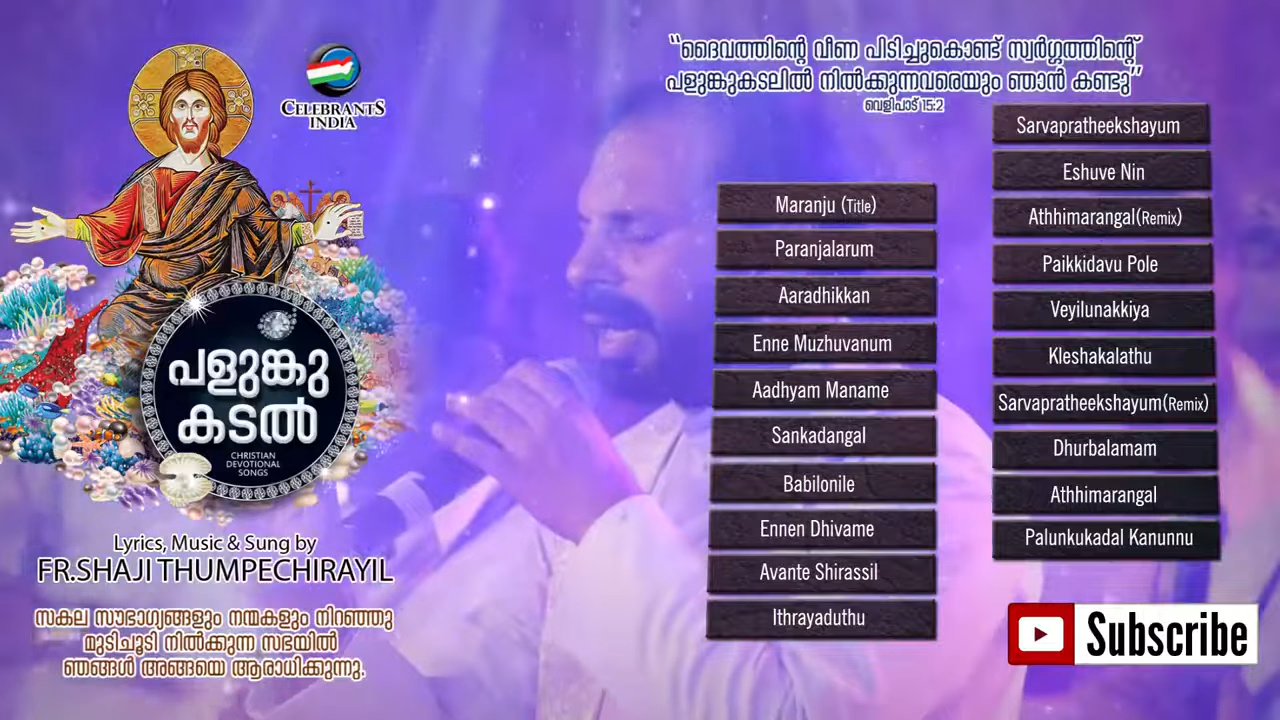 CELEBRANTS
INDIA
"ദൈവത്തിന്റെ വീണ പിടിച്ചുകൊണ്ട് സ്വർഗ്ഗത്തിന്റെ
പളുങ്കുകടലിൽ നിൽക്കുന്നവരെയും ഞാൻ കണ്ടു"
വെളിപാട് 15:2
പളുങ്കു
കടൽ
CHRISTIAN
DEVOTIONAL
SONGS
Lyrics, Music & Sung by
FR.SHAJI THUMPECHIRAYIL
സകല സൗഭാഗ്യങ്ങളും നന്മകളും നിറഞ്ഞു
മുടിചൂടി നിൽക്കുന്ന സഭയിൽ
ഞങ്ങൾ അങ്ങയെ ആരാധിക്കുന്നു.
Maranju (Title)
Paranjalarum
Aaradhikkan
Enne Muzhuvanum
Aadhyam Maname
Sankadangal
Babilonile
Ennen Dhivame
Avante Shirassil
Ithrayaduthu
Sarvapratheekshayum
Eshuve Nin
Athhimarangal(Remix)
Paikkidavu Pole
Veyilunakkiya
Kleshakalathu
Sarvapratheekshayum(Remix)
Dhurbalamam
Athhimarangal
Palunkukadal Kanunnu
Subscribe